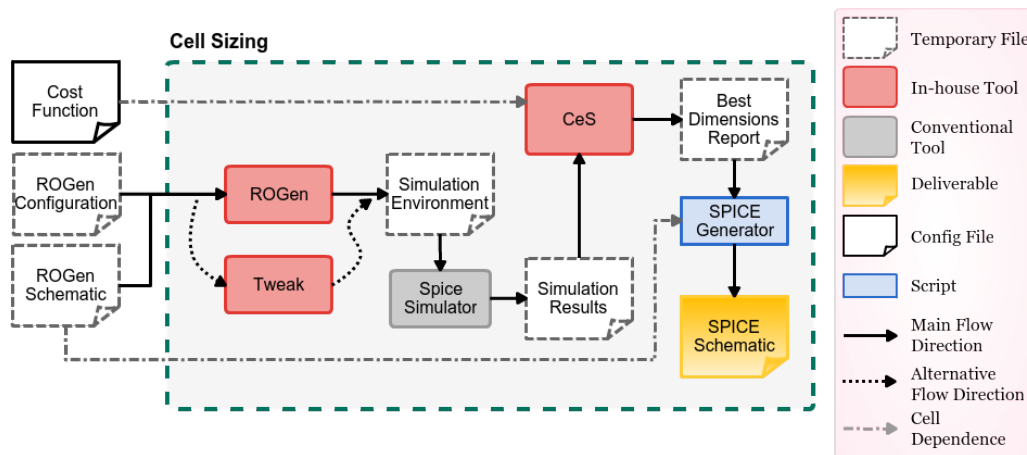 Cell Sizing
Cost
Function
ROGen
Configuration
ROGen
Schematic
ROGen
Tweak
Simulation
Environment
Spice
Simulator
Simulation
Results
CeS
Best
Dimensions
Report
SPICE
Generator
SPICE
Schematic
Temporary File
In-house Tool
Conventional
Tool
Deliverable
Config File
Script
Main Flow
Direction
Alternative
Flow Direction
Cell
Dependence